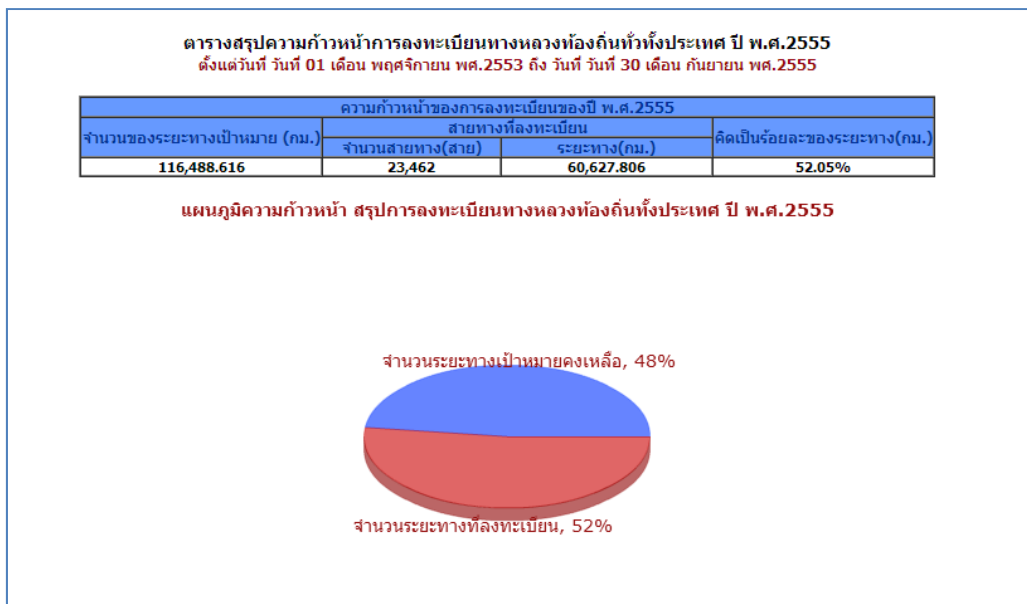 ตารางสรุปความก้าวหน้าการลงทะเบียนทางหลวงท้องถิ่นทั่วทั้งประเทศ ปี พ.ศ.2555
ตั้งแต่วันที่ วันที่ 01 เดือน พฤศจิกายน พศ.2553 ถึง วันที่ วันที่ 30 เดือน กันยายน พศ.2555
ความก้าวหน้าของการลงทะเบียนของปี พ.ศ.2555
จำนวนของระยะทางเป้าหมาย (กม.) สายทางที่ลงทะเบียน คิดเป็นร้อยละของระยะทาง(กม.)
จำนวนสายทาง(สาย) ระยะทาง(กม.)
116,488.616 23,462 60,627.806 52.05%
แผนภูมิความก้าวหน้า สรุปการลงทะเบียนทางหลวงท้องถิ่นทั้งประเทศ ปี พ.ศ.2555
จำนวนระยะทางเป้าหมายคงเหลือ, 48%
จำนวนระยะทางที่ลงทะเบียน, 52%